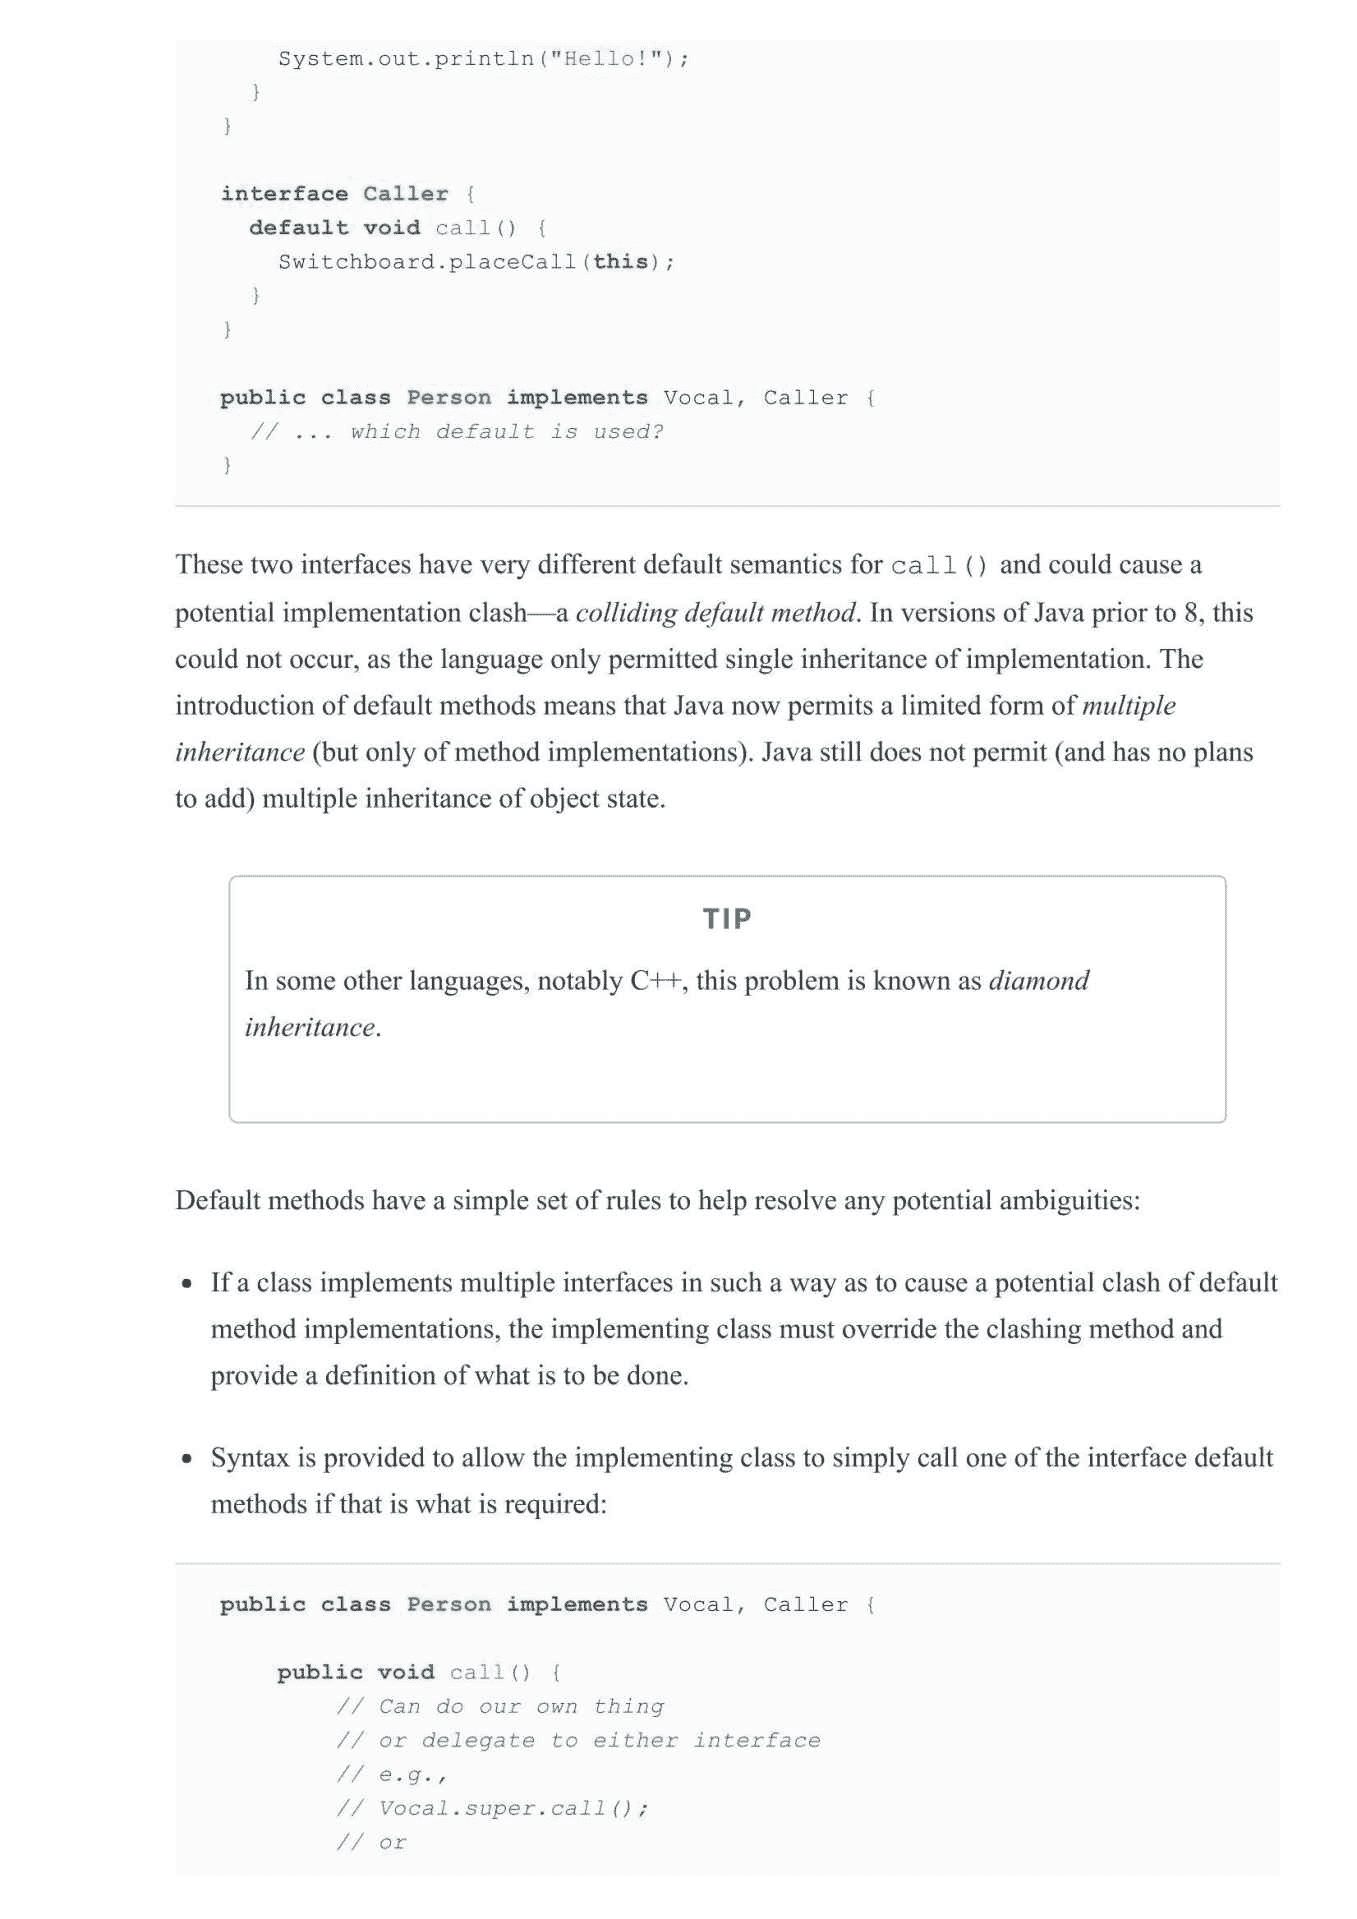 System.out.println("Hello!");
}
}
interface Caller {
default void call() {
Switchboard.placeCall(this);
}
}
public class Person implements Vocal, Caller {
// ... which default is used?
}
These two interfaces have very different default semantics for call() and could cause a
potential implementation clash—a colliding default method. In versions of Java prior to 8, this
could not occur, as the language only permitted single inheritance of implementation. The
introduction of default methods means that Java now permits a limited form of multiple
inheritance (but only of method implementations). Java still does not permit (and has no plans
to add) multiple inheritance of object state.
TIP
In some other languages, notably C++, this problem is known as diamond
inheritance.
Default methods have a simple set of rules to help resolve any potential ambiguities:
• If a class implements multiple interfaces in such a way as to cause a potential clash of default
method implementations, the implementing class must override the clashing method and
provide a definition of what is to be done.
• Syntax is provided to allow the implementing class to simply call one of the interface default
methods if that is what is required:
public class Person implements Vocal, Caller {
public void call() {
// Can do our own thing
// or delegate to either interface
// e.g.,
// Vocal.super.call();
// or